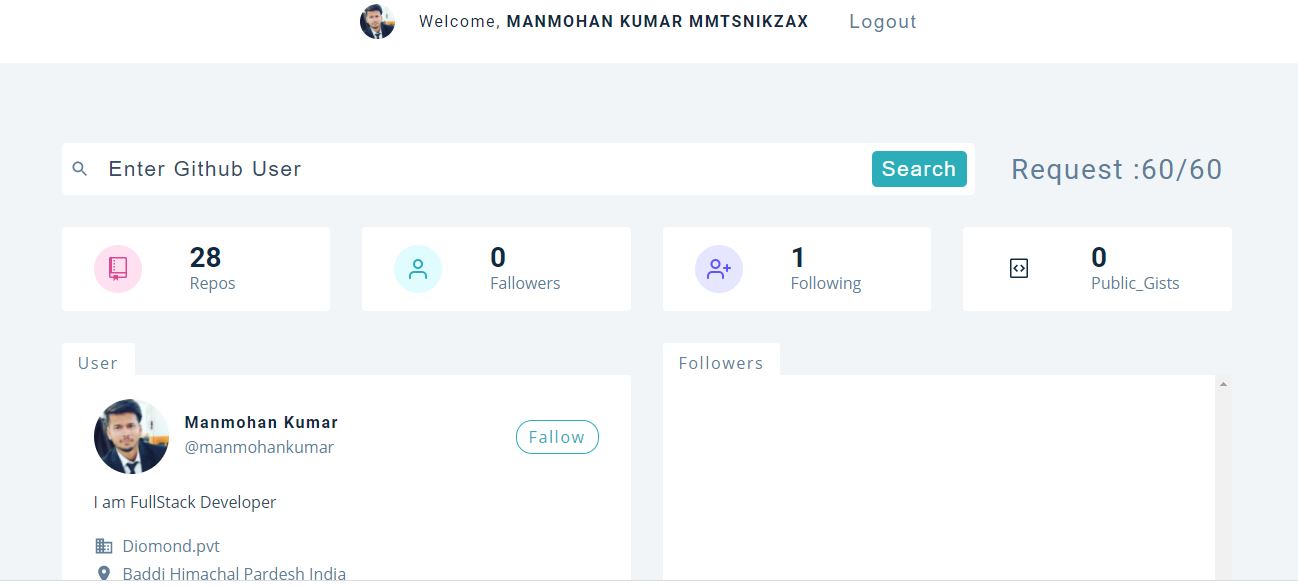 Welcome, MANMOHAN KUMAR MMTSNIKZAX Logout
Enter Github User Search Request :60/60
28
Repos
0
Fallowers
1
Following
0
Public_Gists
User
Manmohan Kumar
@manmohankumar
Fallow
I am FullStack Developer
Diomond.pvt
Baddi Himachal Pardesh India
Followers